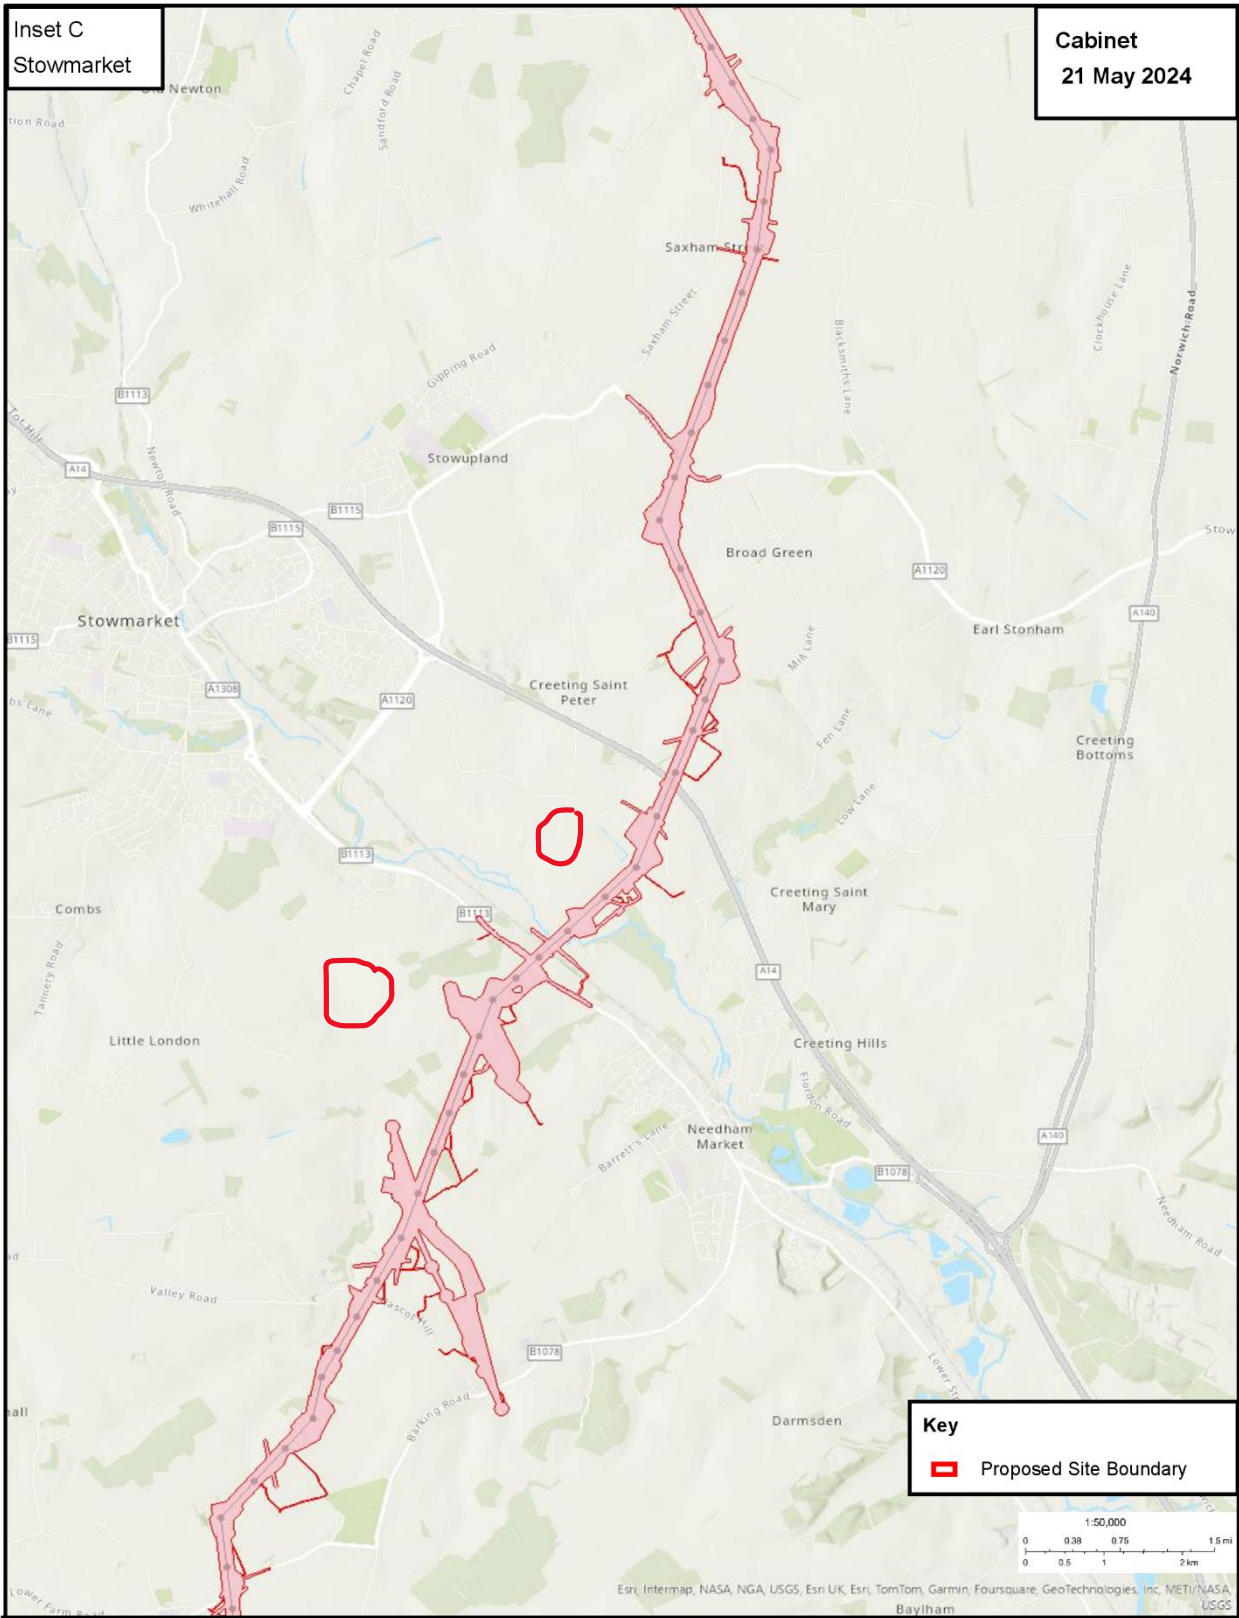 Inset C
Stowmarket
Cabinet
21 May 2024
Old Newton
Chapel Road
Sandford Road
Whitehall Road
Saxham Street
Saxham Street
Clockhouse Lane
Norwich Road
Blacksmiths Lane
Gipping Road
B1113
Tot Hill
A14
Newton Road
Stowupland
B1115
B1115
Broad Green
Stow
A1120
Stowmarket
Earl Stonham
A140
B1115
Mill Lane
A1308
A1120
Creeting Saint
Peter
Fen Lane
Creeting
Bottoms
Low Lane
B1113
Creeting Saint
Mary
Combs
B1113
Tannery Road
A14
Little London
Creeting Hills
Flordon Road
Needham
Market
Barrett's Lane
A140
B1078
Needham Road
Valley Road
B1078
Barking Road
Darmsden
Key
Proposed Site Boundary
1:50,000
0 0.38 0.75 1.5 mi
0 0.5 1 2 km
Lower Farm Road
Esri, Intermap, NASA, NGA, USGS, Esri UK, Esri, TomTom, Garmin, Foursquare, GeoTechnologies, Inc, METI/NASA,
USGS
Baylham